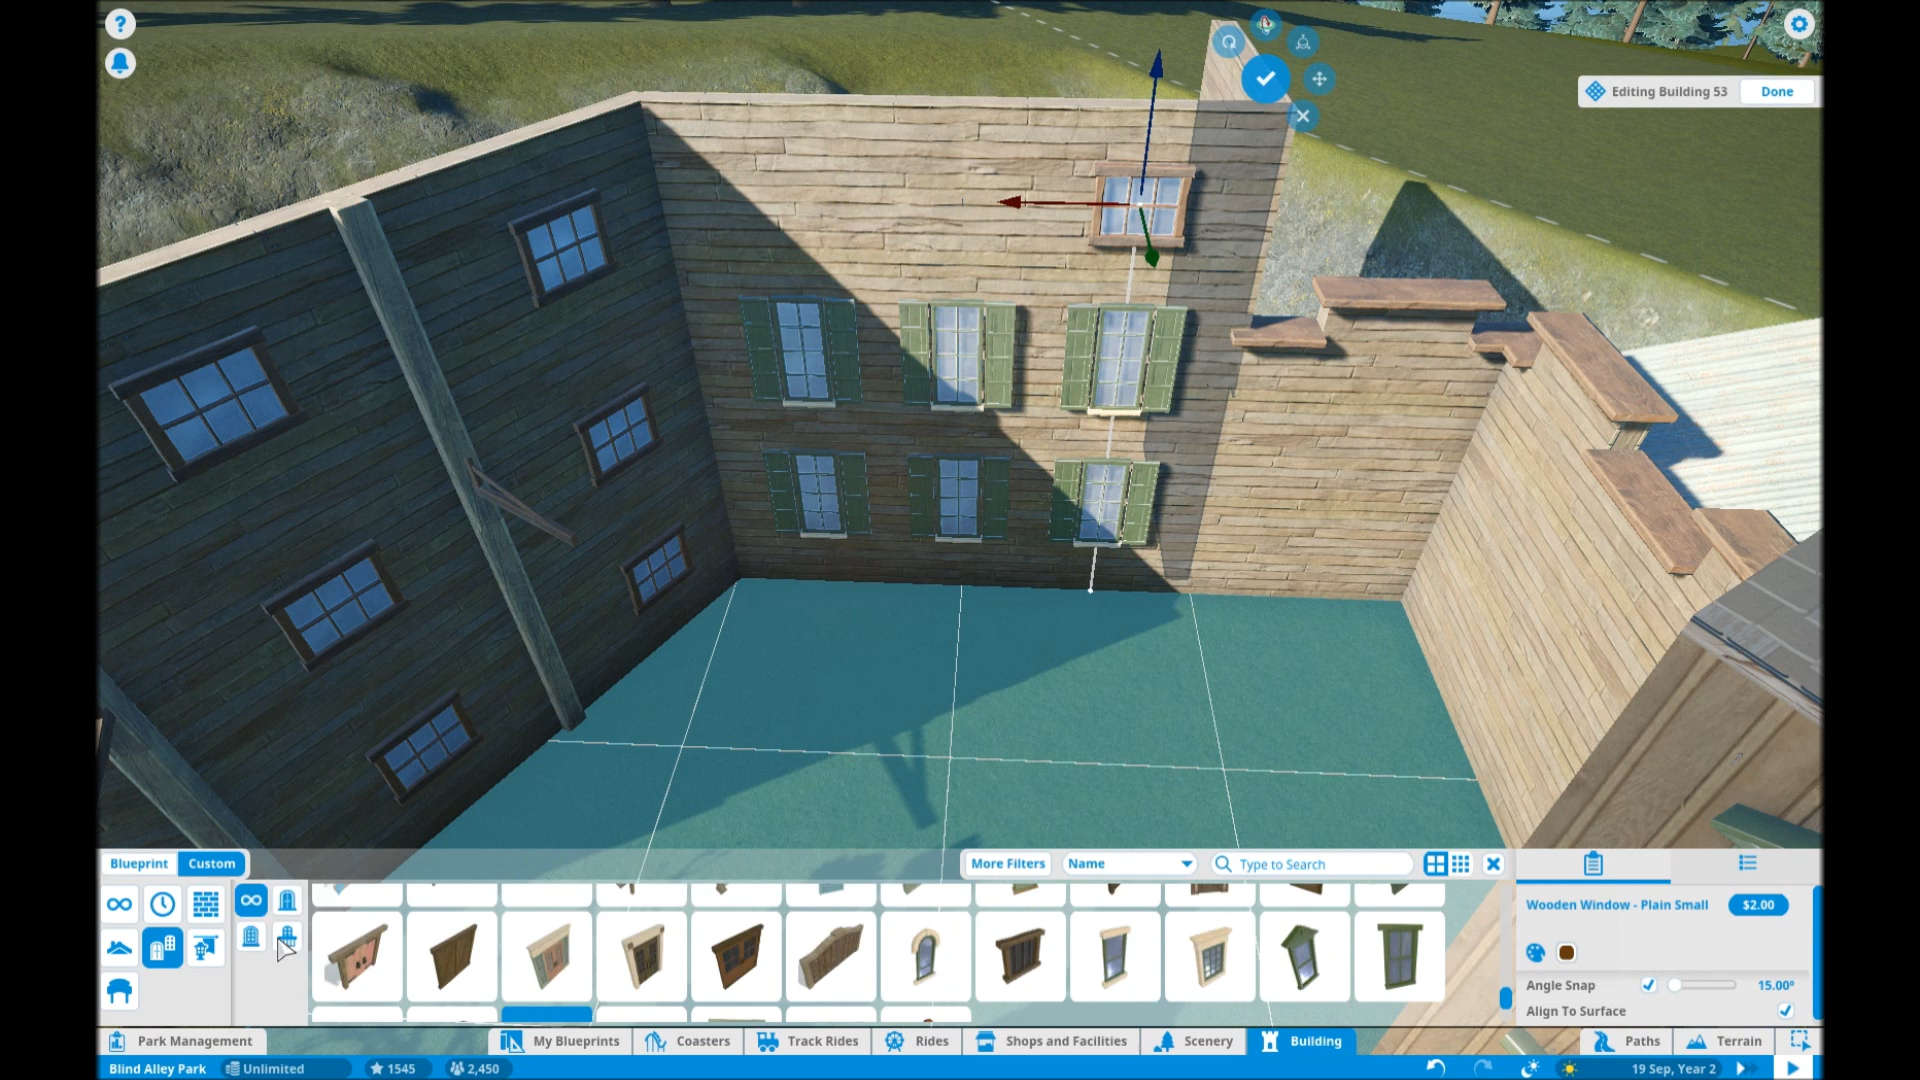 ?
Editing Building 53 Done
Blueprint Custom More Filters Name Type to Search
Wooden Window - Plain Small $2.00
Angle Snap 15.00°
Align To Surface
Park Management My Blueprints Coasters Track Rides Rides Shops and Facilities Scenery Building Paths Terrain
Blind Alley Park Unlimited 1545 2,450 19 Sep, Year 2